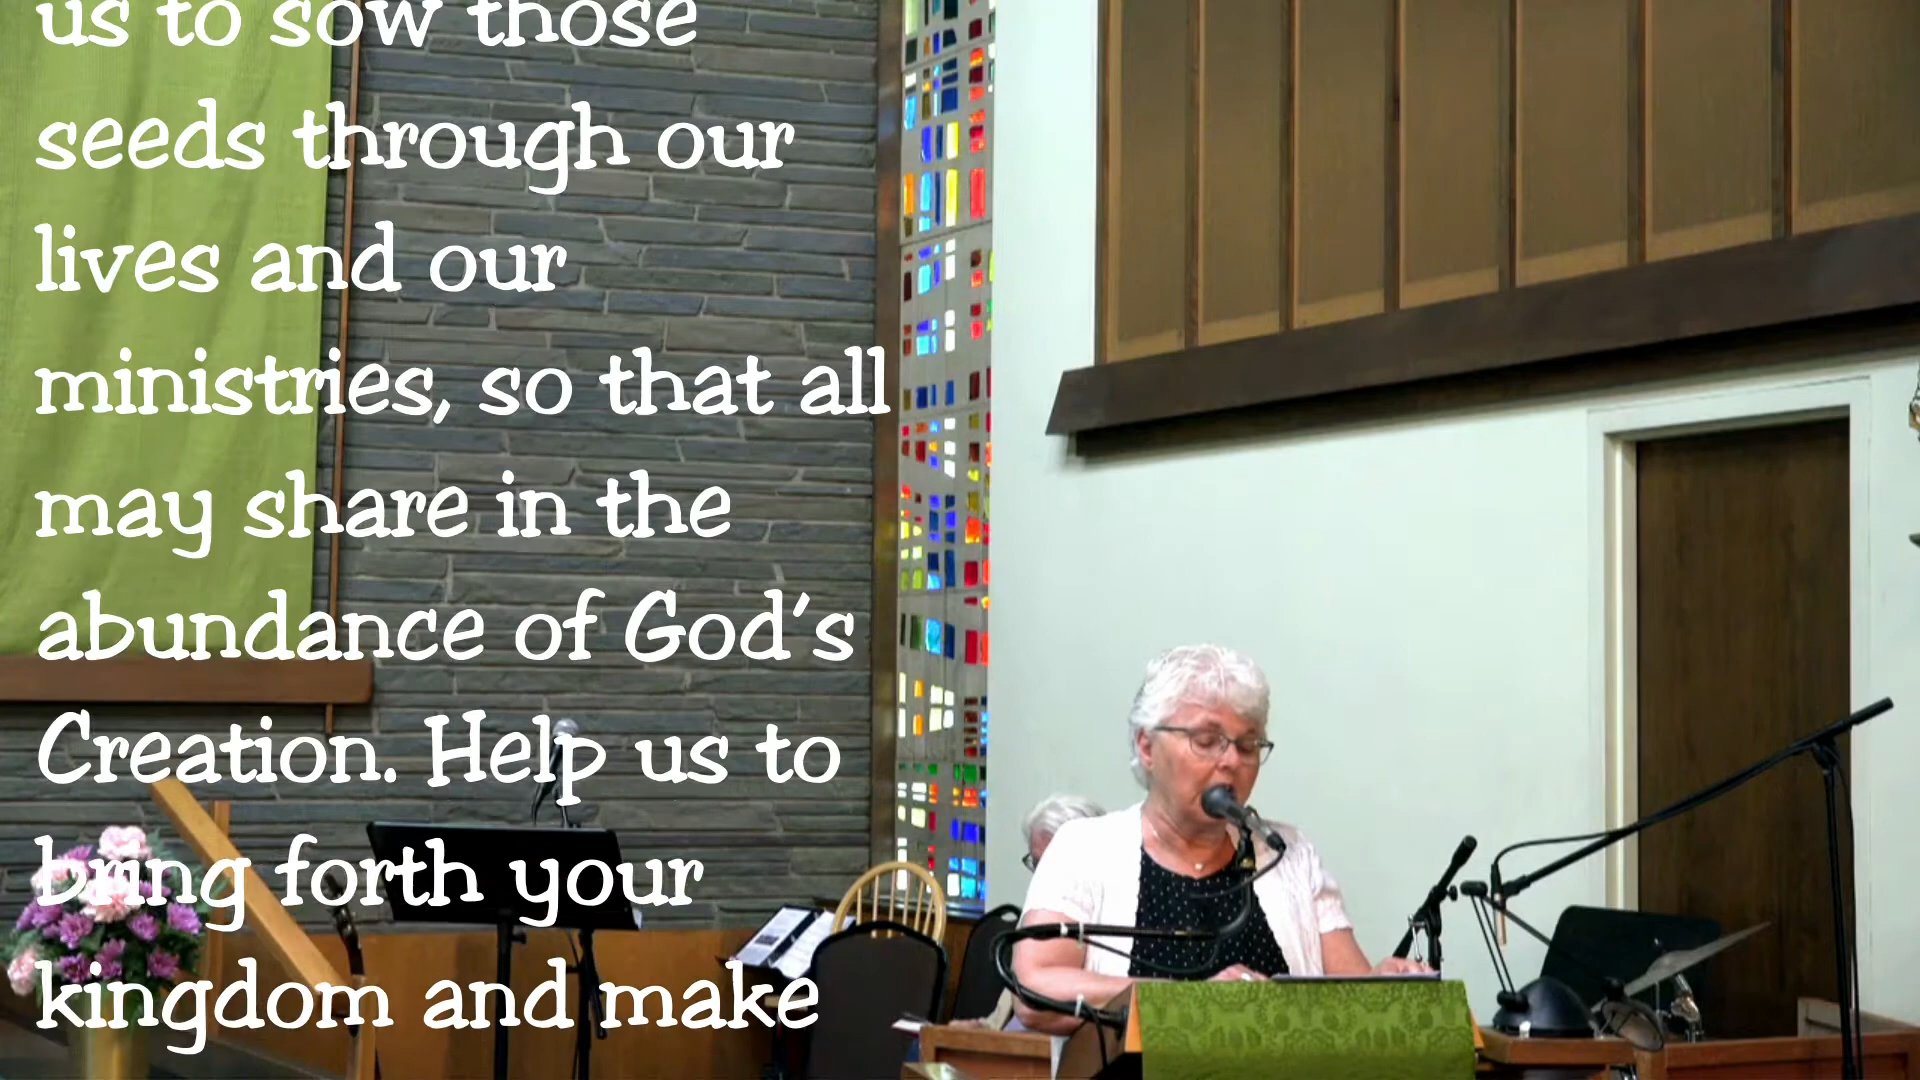 us to sow those
seeds through our
lives and our
ministries, so that all
may share in the
abundance of God's
Creation. Help us to
bring forth your
kingdom and make